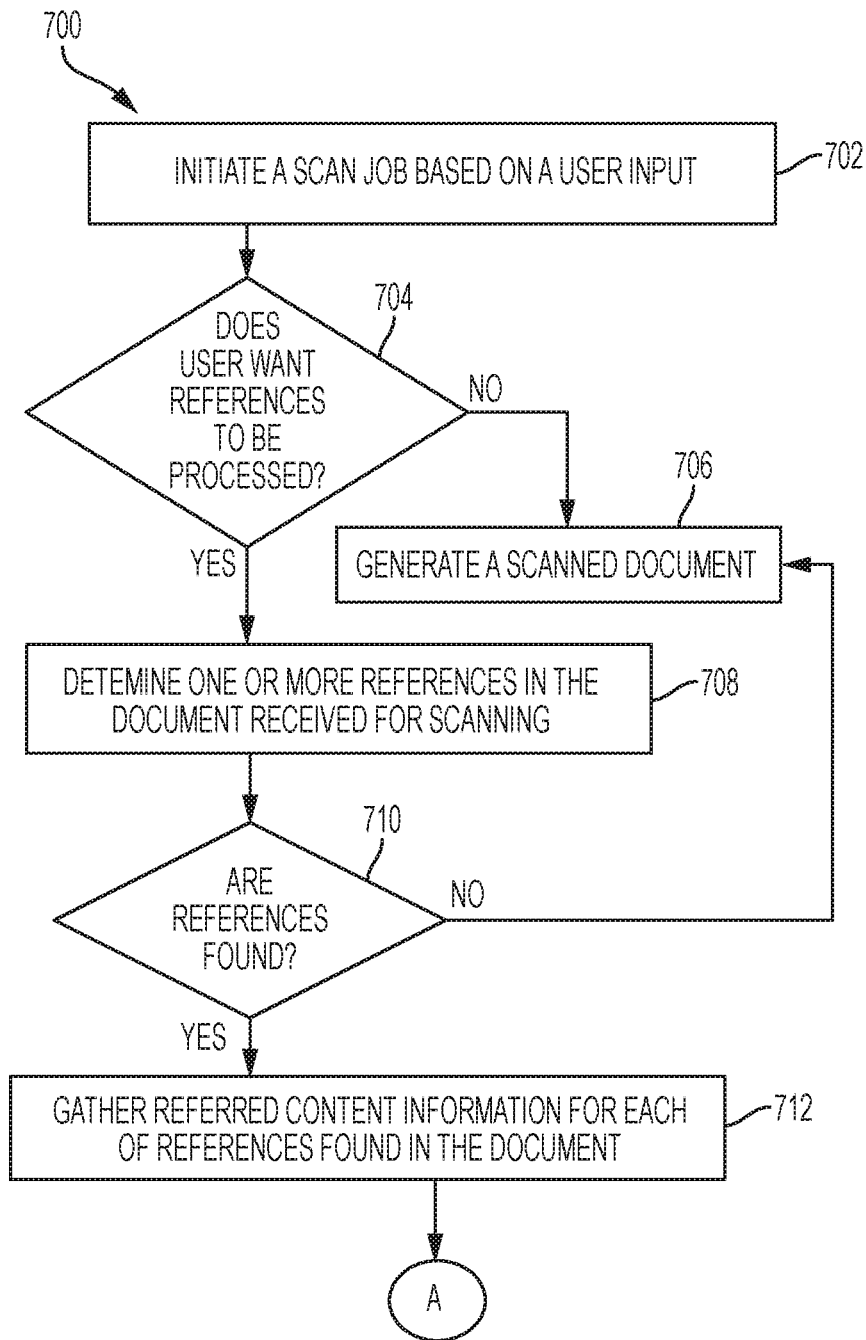 700
INITIATE A SCAN JOB BASED ON A USER INPUT
702
DOES
USER WANT
REFERENCES
TO BE
PROCESSED?
704
NO
YES
706
GENERATE A SCANNED DOCUMENT
DETEMINE ONE OR MORE REFERENCES IN THE
DOCUMENT RECEIVED FOR SCANNING
708
710
ARE
REFERENCES
FOUND?
NO
YES
GATHER REFERRED CONTENT INFORMATION FOR EACH
OF REFERENCES FOUND IN THE DOCUMENT
712
A